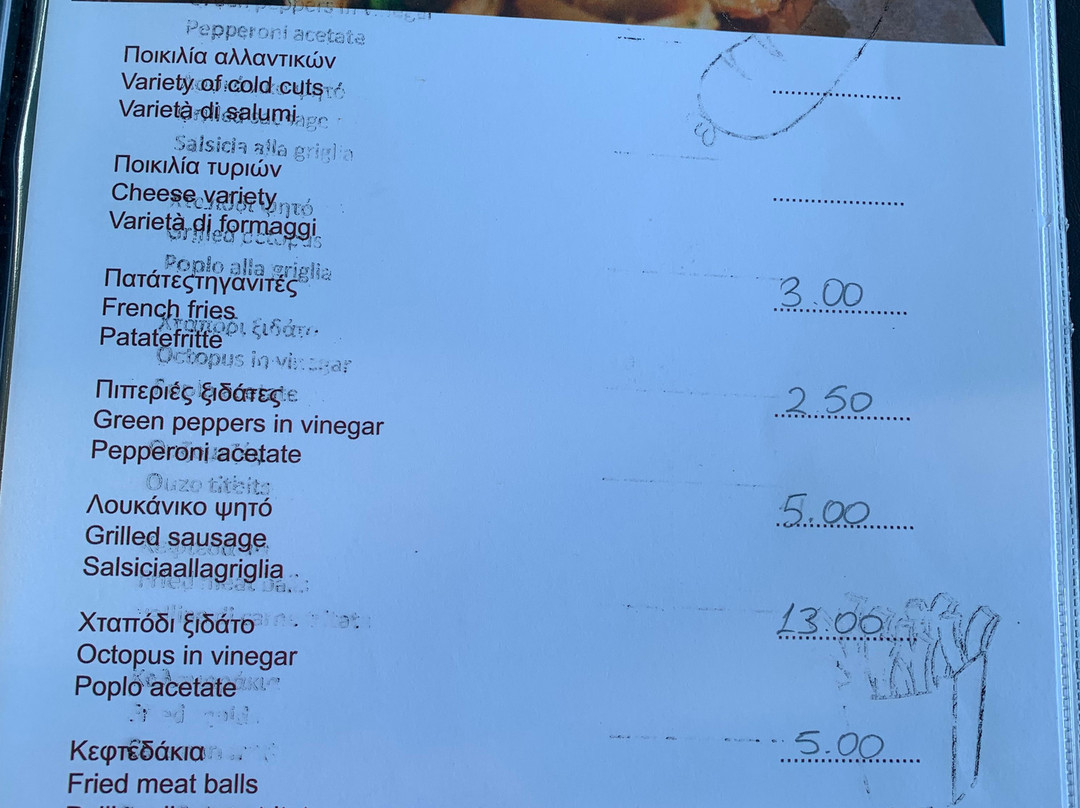 Pepperoni acetate
Ποικιλία αλλαντικών
Variety of cold cuts
Varietà di salumi
Salsicia alla griglia
Ποικιλία τυριών
Cheese variety
Varietà di formaggi
Grilled octopus
Poplo alla griglia
Πατάτεςτηγανιτές
French fries 3.00
Patatefritte
Octopus in vinegar
Πιπεριές ξιδάτες
Green peppers in vinegar 2.50
Pepperoni acetate
Ouzo titbits
Λουκάνικο ψητό
Grilled sausage 5.00
Salsiciaallagriglia
Χταπόδι ξιδάτο 13.00
Octopus in vinegar
Poplo acetate
Κεφτεδάκια 5.00
Fried meat balls